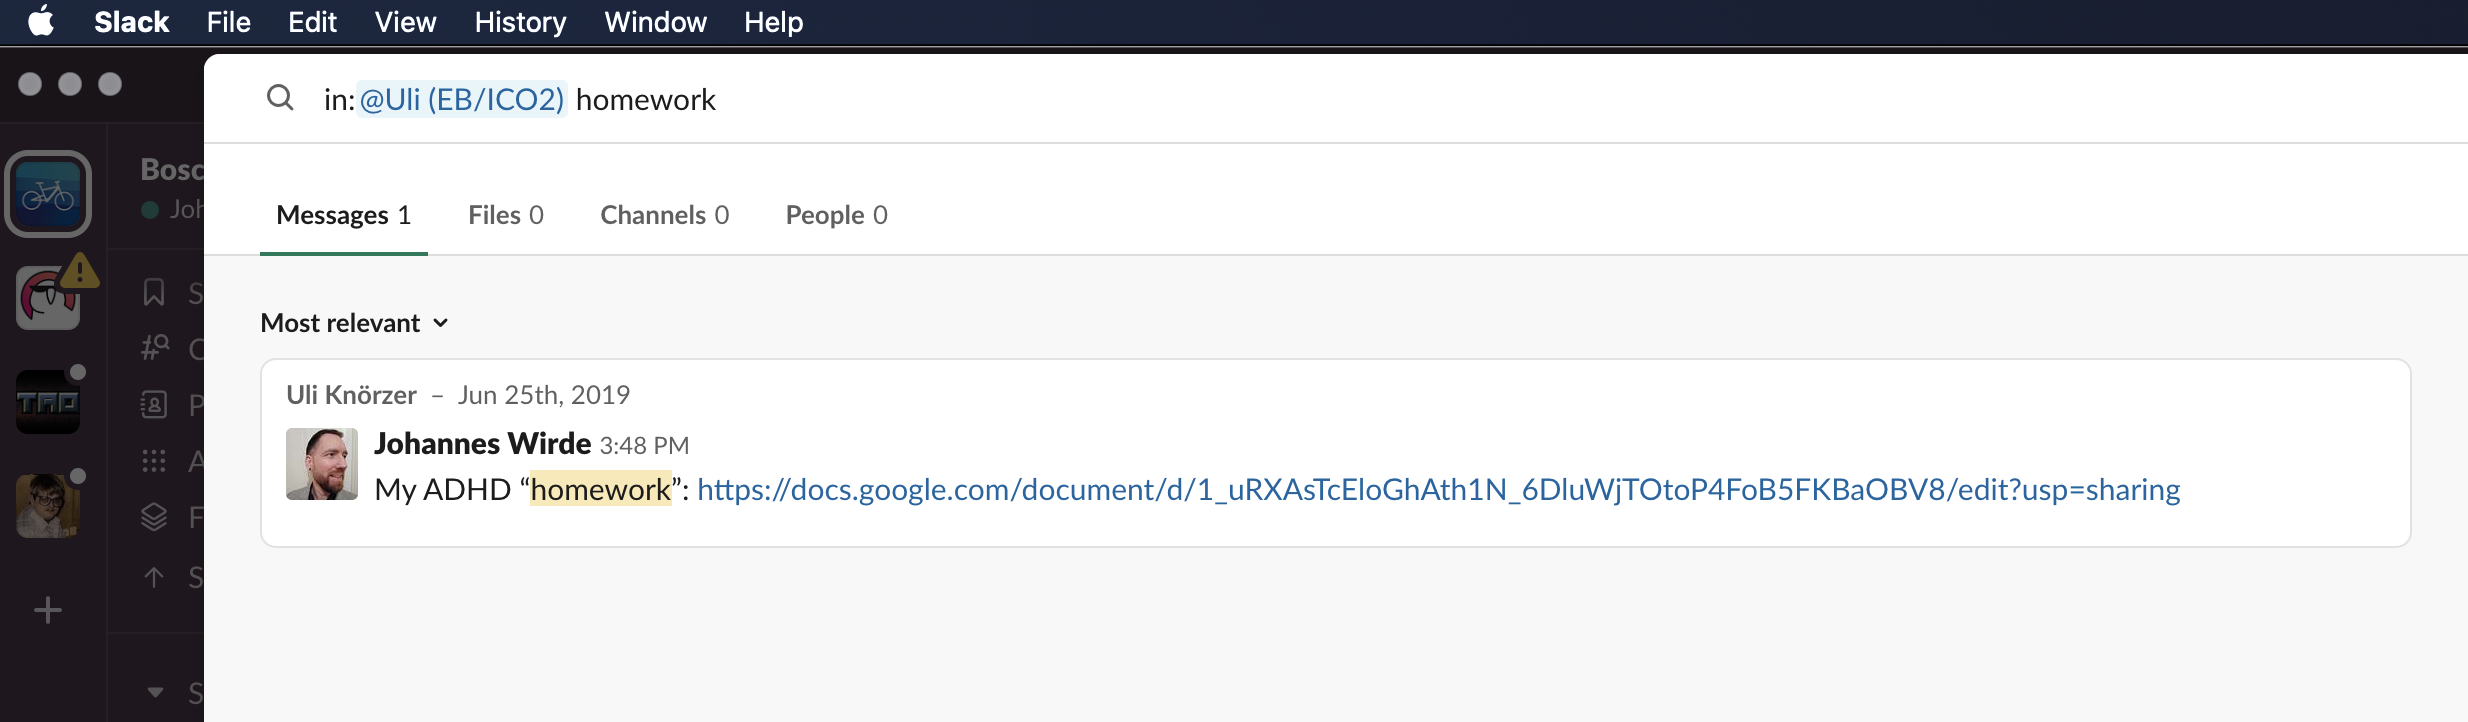 Slack File Edit View History Window Help
in:@Uli (EB/ICO2) homework
Bosc
Joh
Messages 1 Files 0 Channels 0 People 0
S
Most relevant
C
Uli Knörzer – Jun 25th, 2019
P
TAO
Johannes Wirde 3:48 PM
A
My ADHD “homework”: https://docs.google.com/document/d/1_uRXAsTcEloGhAth1N_6DluWjTOtoP4FoB5FKBaOBV8/edit?usp=sharing
F
S
S